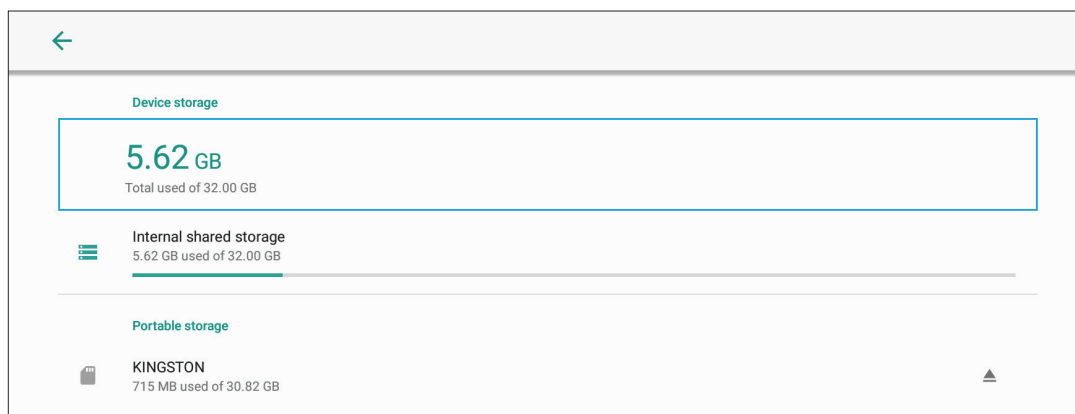 Device storage
5.62 GB
Total used of 32.00 GB
Internal shared storage
5.62 GB used of 32.00 GB
Portable storage
KINGSTON
715 MB used of 30.82 GB